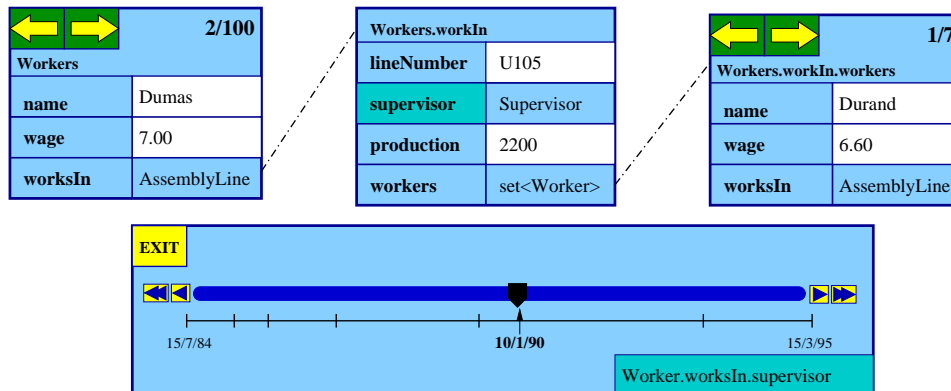 2/100
Workers
name Dumas
wage 7.00
worksIn AssemblyLine
Workers.workIn
lineNumber U105
supervisor Supervisor
production 2200
workers set<Worker>
1/7
Workers.workIn.workers
name Durand
wage 6.60
worksIn AssemblyLine
EXIT
15/7/84 10/1/90 15/3/95
Worker.worksIn.supervisor